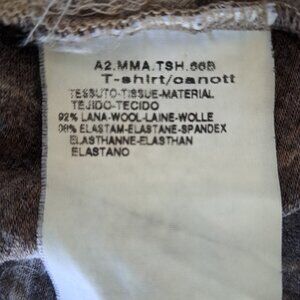 A2.MMA.TSH.66B
T-shirt/canott
TESSUTO-TISSUE-MATERIAL
TEJIDO-TECIDO
92% LANA-WOOL-LAINE-WOLLE
08% ELASTAM-ELASTANE-SPANDEX
ELASTHANNE-ELASTHAN
ELASTANO